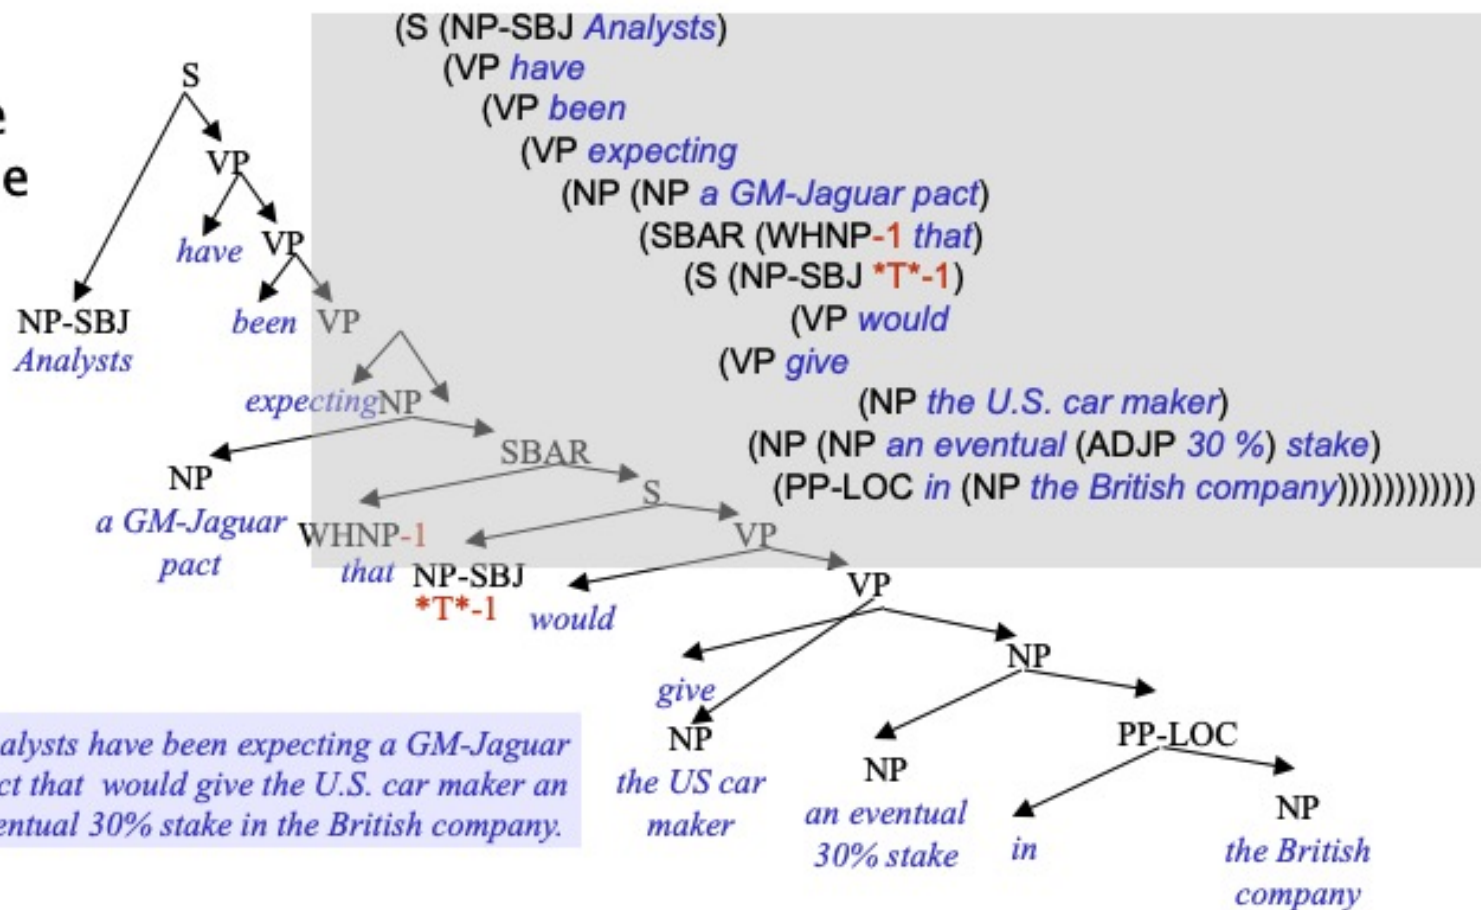 (S (NP-SBJ Analysts)
(VP have
(VP been
(VP expecting
(NP (NP a GM-Jaguar pact)
(SBAR (WHNP-1 that)
(S (NP-SBJ *T*-1)
(VP would
(VP give
(NP the U.S. car maker)
(NP (NP an eventual (ADJP 30 %) stake)
(PP-LOC in (NP the British company))))))))))))
S
VP
have VP
NP-SBJ been VP
Analysts
expecting NP
SBAR
NP S
a GM-Jaguar WHNP-1 VP
pact that NP-SBJ VP
*T*-1 would
NP
give
NP PP-LOC
the US car NP NP
maker an eventual in the British
30% stake company
alysts have been expecting a GM-Jaguar
ct that would give the U.S. car maker an
entual 30% stake in the British company.